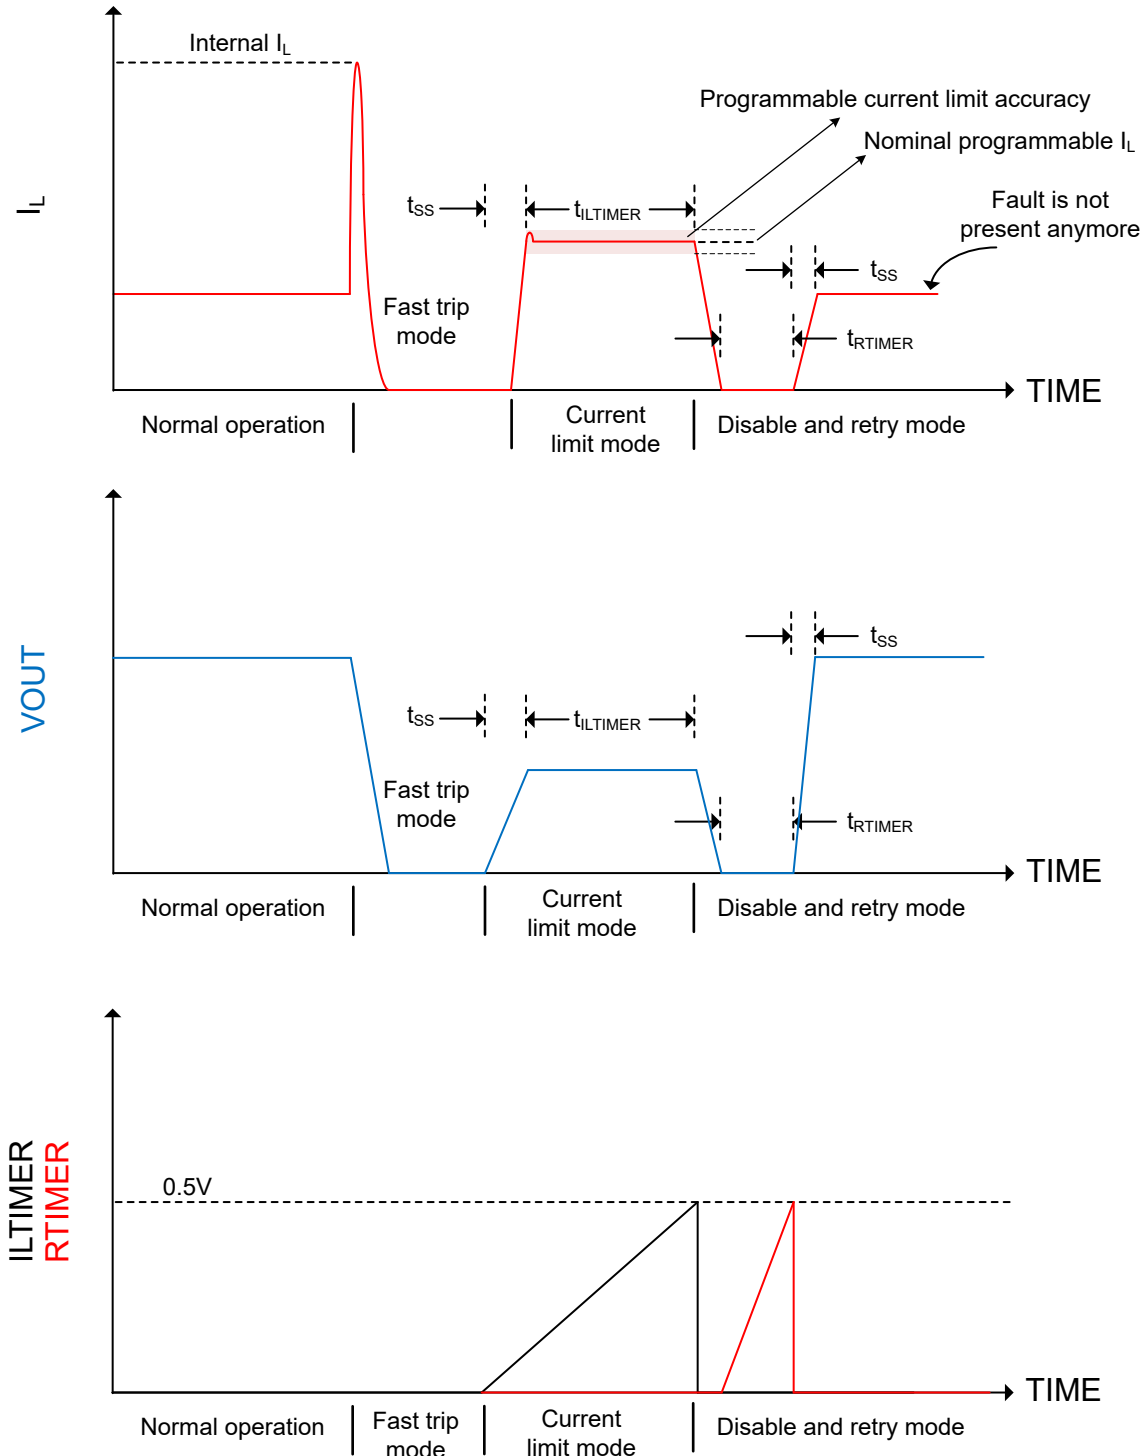 Internal IL
Programmable current limit accuracy
Nominal programmable IL
Fault is not
present anymore
tSS
tILTIMER
tSS
IL
Fast trip
mode
tRTIMER
TIME
Normal operation
Current
limit mode
Disable and retry mode
tSS
VOUT
tSS
tILTIMER
Fast trip
mode
tRTIMER
TIME
Normal operation
Current
limit mode
Disable and retry mode
ILTIMER
RTIMER
0.5V
TIME
Normal operation
Fast trip
mode
Current
limit mode
Disable and retry mode